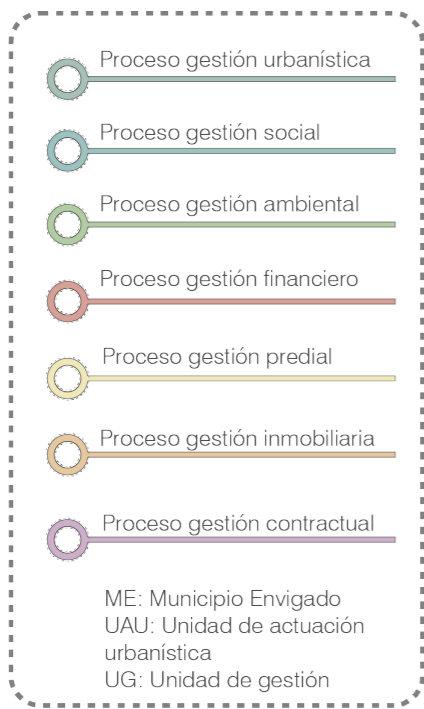 Proceso gestión urbanística
Proceso gestión social
Proceso gestión ambiental
Proceso gestión financiero
Proceso gestión predial
Proceso gestión inmobiliaria
Proceso gestión contractual
ME: Municipio Envigado
UAU: Unidad de actuación
urbanística
UG: Unidad de gestión